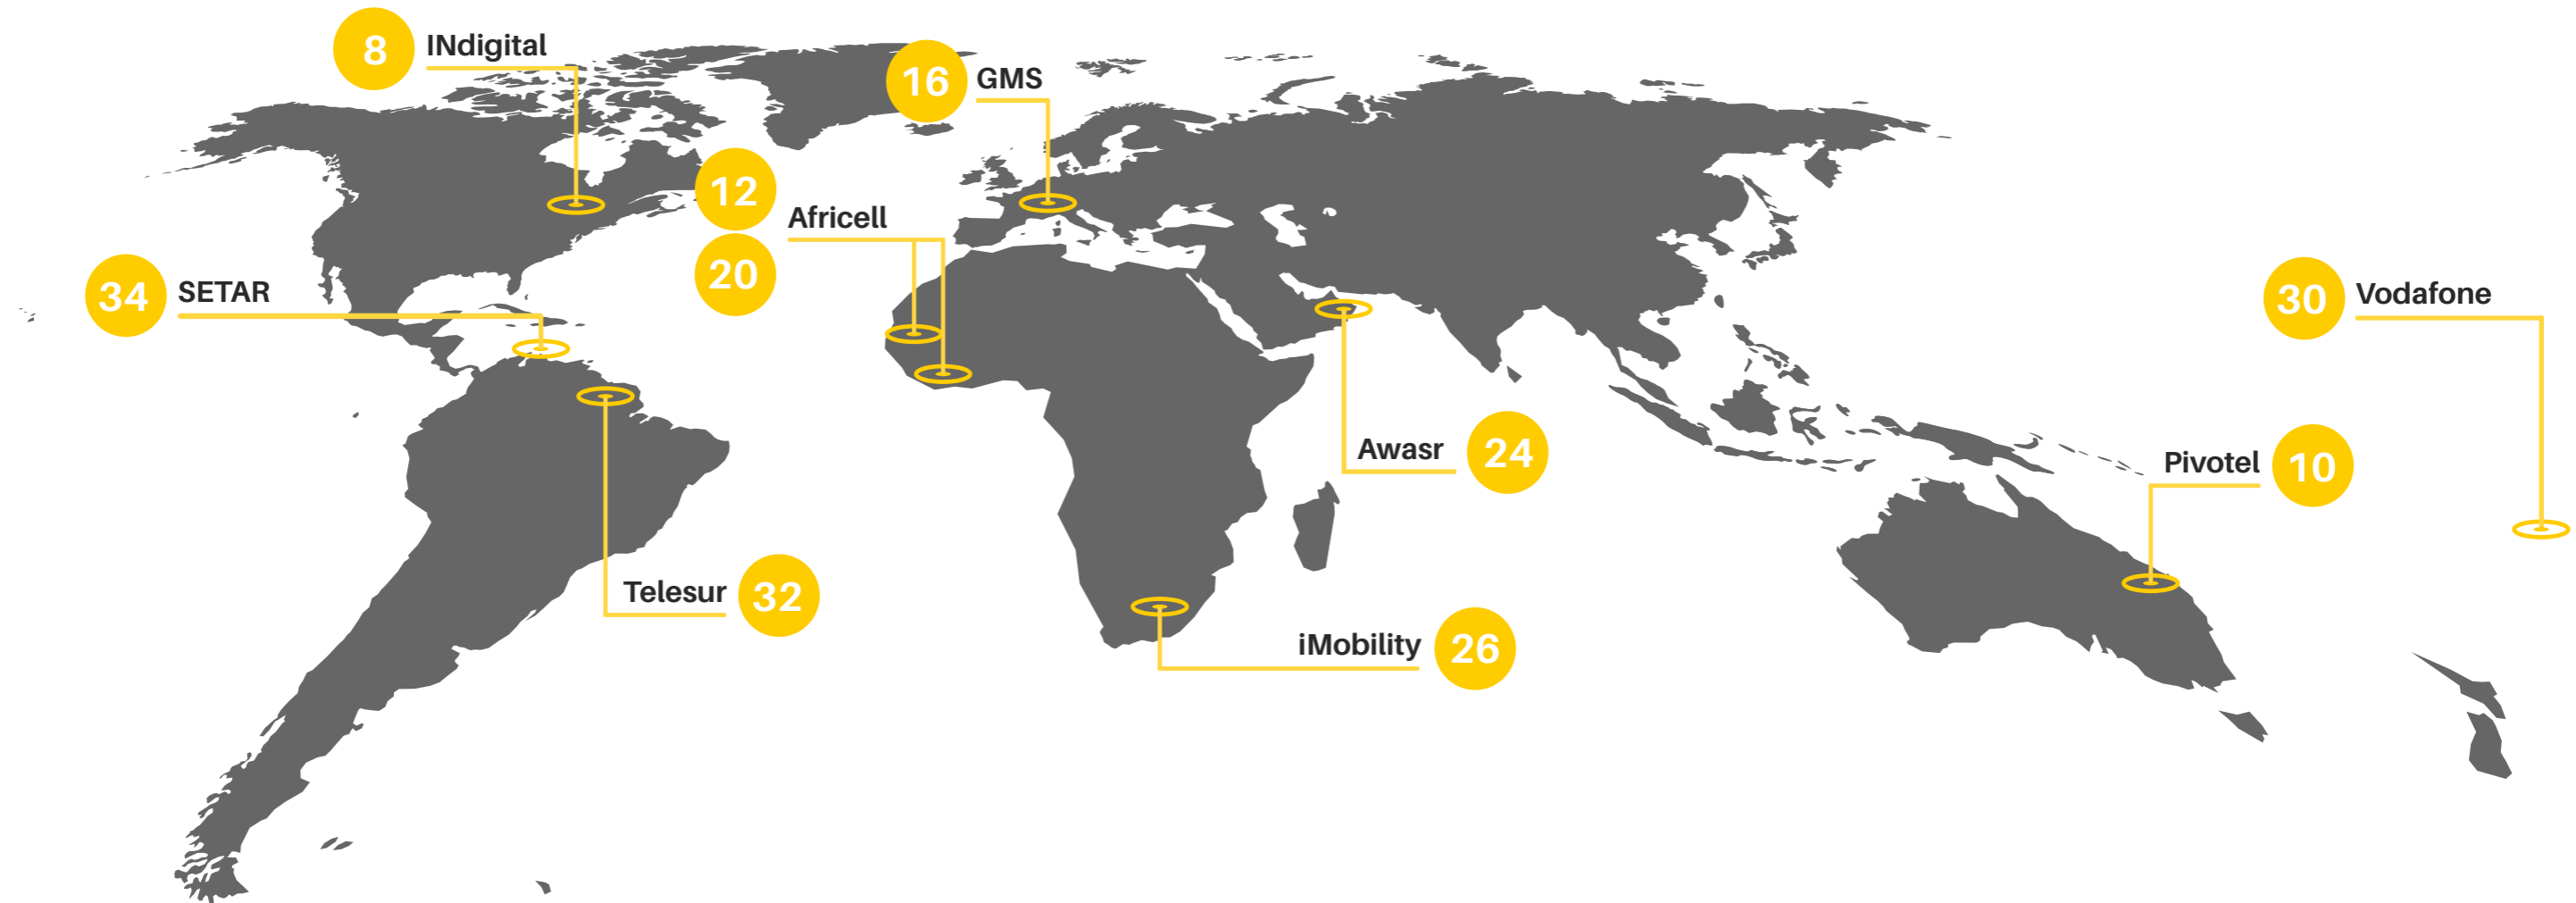 8 INdigital
16 GMS
12
Africell
20
34 SETAR
30 Vodafone
Awasr 24
Pivotel 10
Telesur 32
iMobility 26